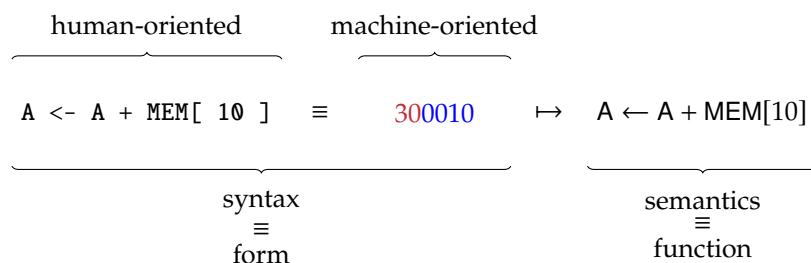 human-oriented machine-oriented
A <- A + MEM[ 10 ] ≡ 300010 ↦ A ← A + MEM[10]
syntax semantics
≡ ≡
form function